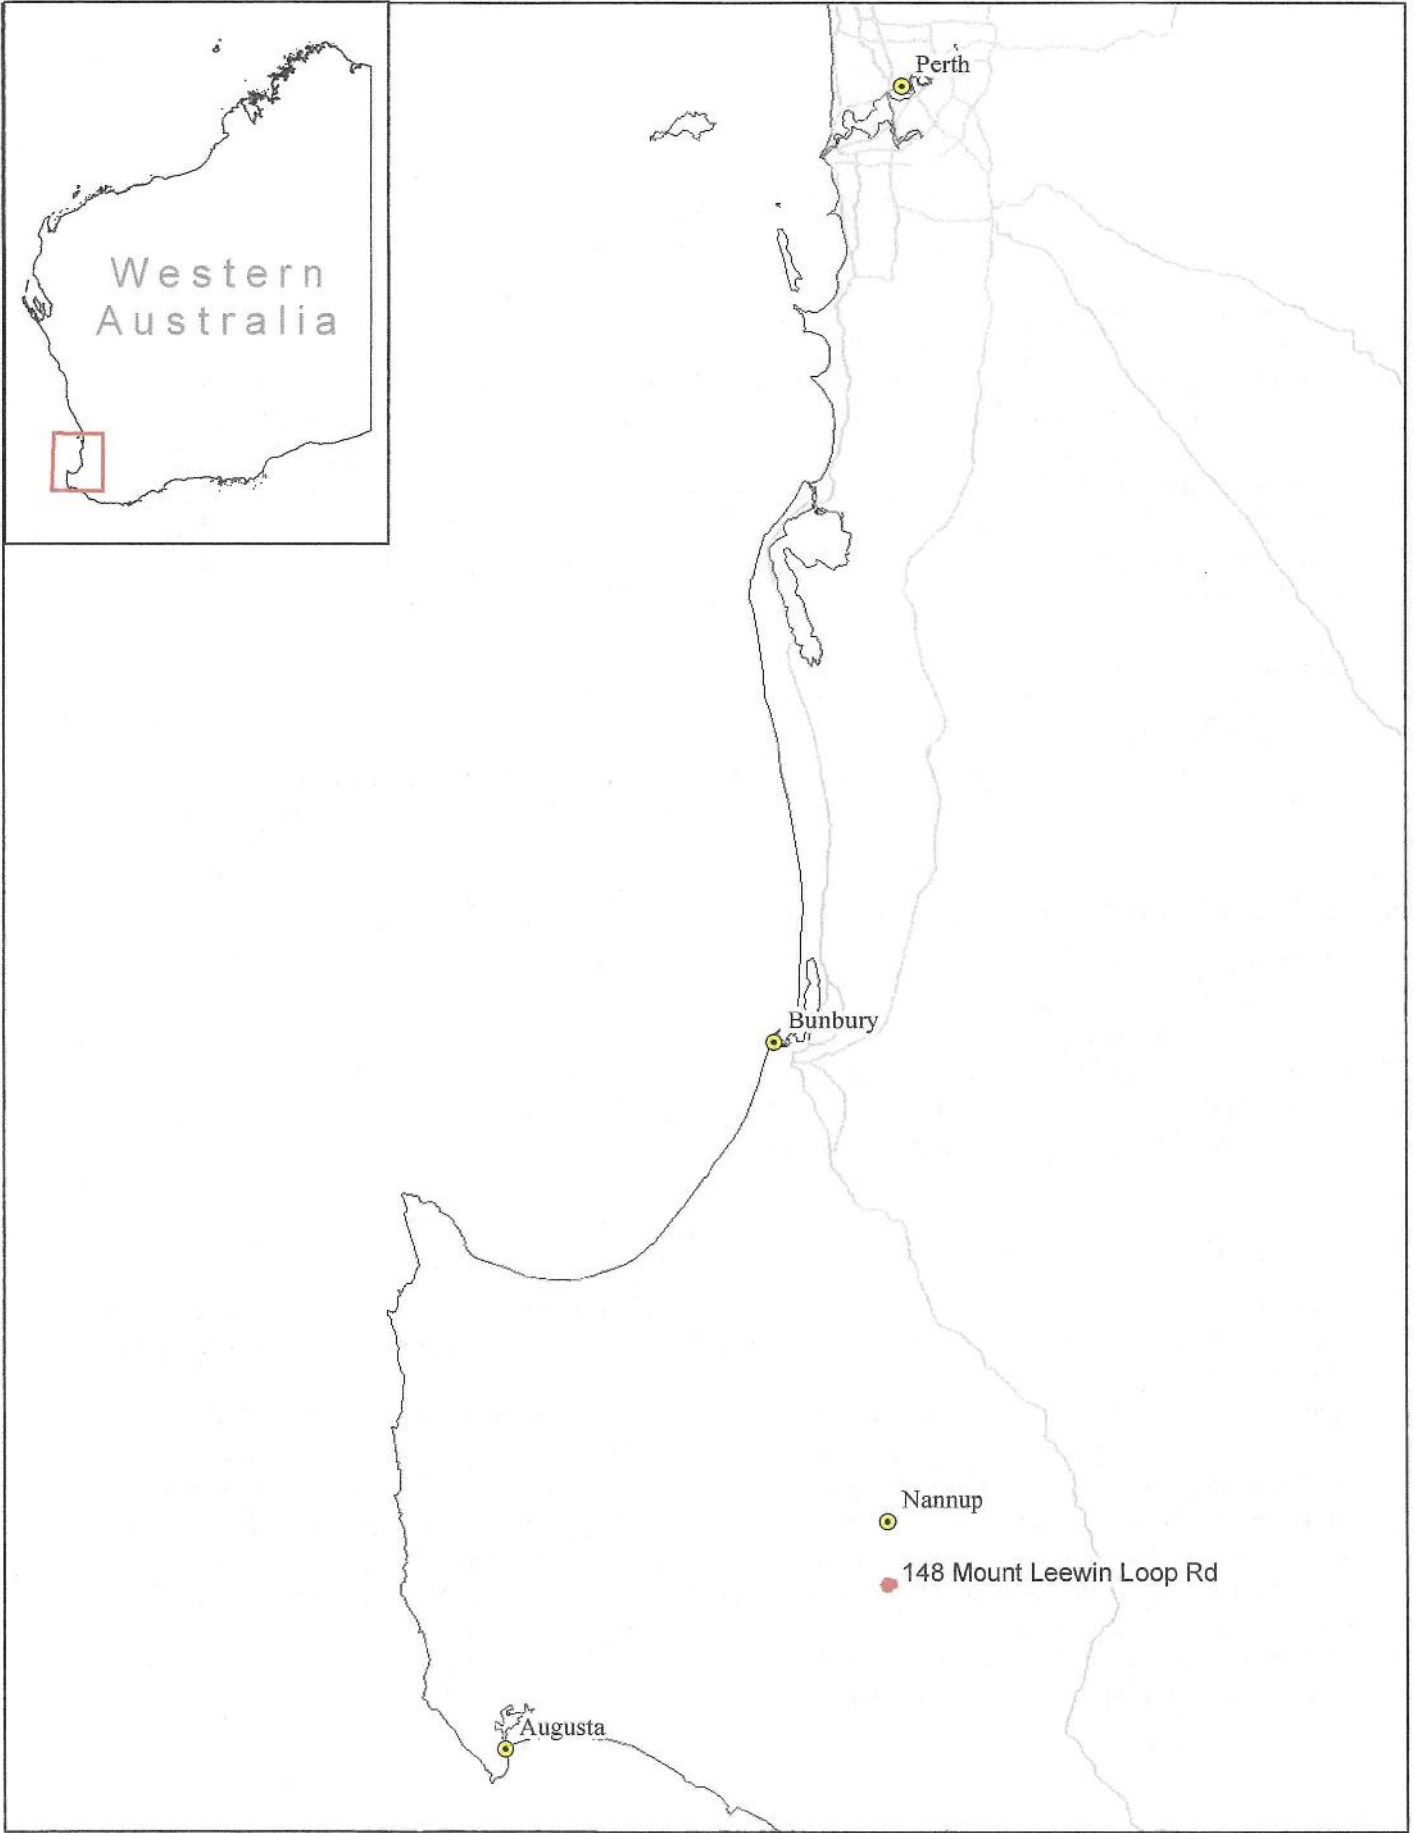 Perth
Western
Australia
Bunbury
Nannup
148 Mount Leewin Loop Rd
Augusta